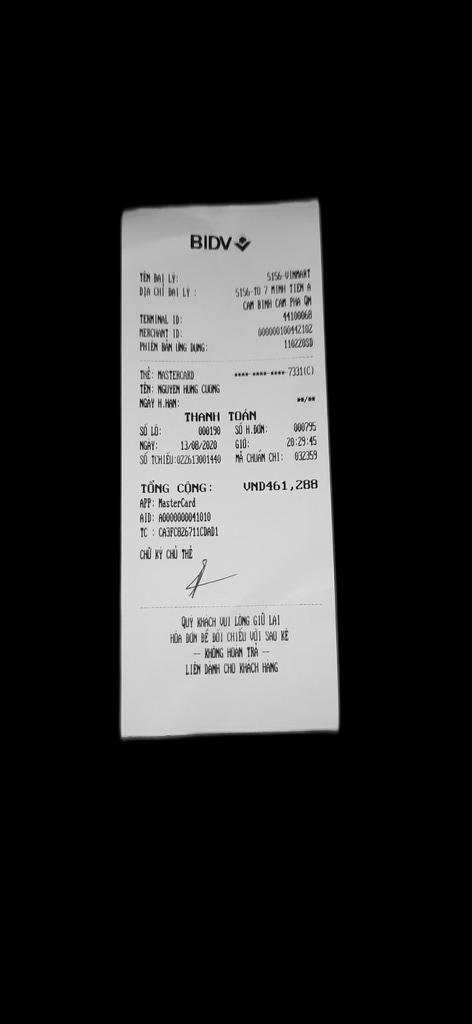 BIDV
TÊN ĐẠI LÝ: 5156-VINMART
ĐỊA CHỈ ĐẠI LÝ : 5156-TO 7 MINH TIEN A
CAM BINH CAM PHA QN
TERMINAL ID: 44100068
MERCHANT ID: 000000100442102
PHIÊN BẢN ỨNG DỤNG: 110220SD
THẺ: MASTERCARD **** **** ****7331(C)
TÊN: NGUYEN HUNG CUONG
NGÀY H.HẠN: **/**
THANH TOÁN
SỐ LÔ: 000190 SỐ H.ĐƠN: 000795
NGÀY: 13/08/2020 GIỜ: 20:29:45
SỐ TCHIẾU:022613001440 MÃ CHUẨN CHI: 032359
TỔNG CỘNG: VND461,288
APP: MasterCard
AID: A0000000041010
TC : CA3FC826711CDAD1
CHỮ KÝ CHỦ THẺ
QUÝ KHÁCH VUI LÒNG GIỮ LẠI
HÓA ĐƠN ĐỂ ĐỐI CHIẾU VỚI SAO KÊ
-- KHÔNG HOÀN TRẢ --
LIÊN DÀNH CHO KHÁCH HÀNG